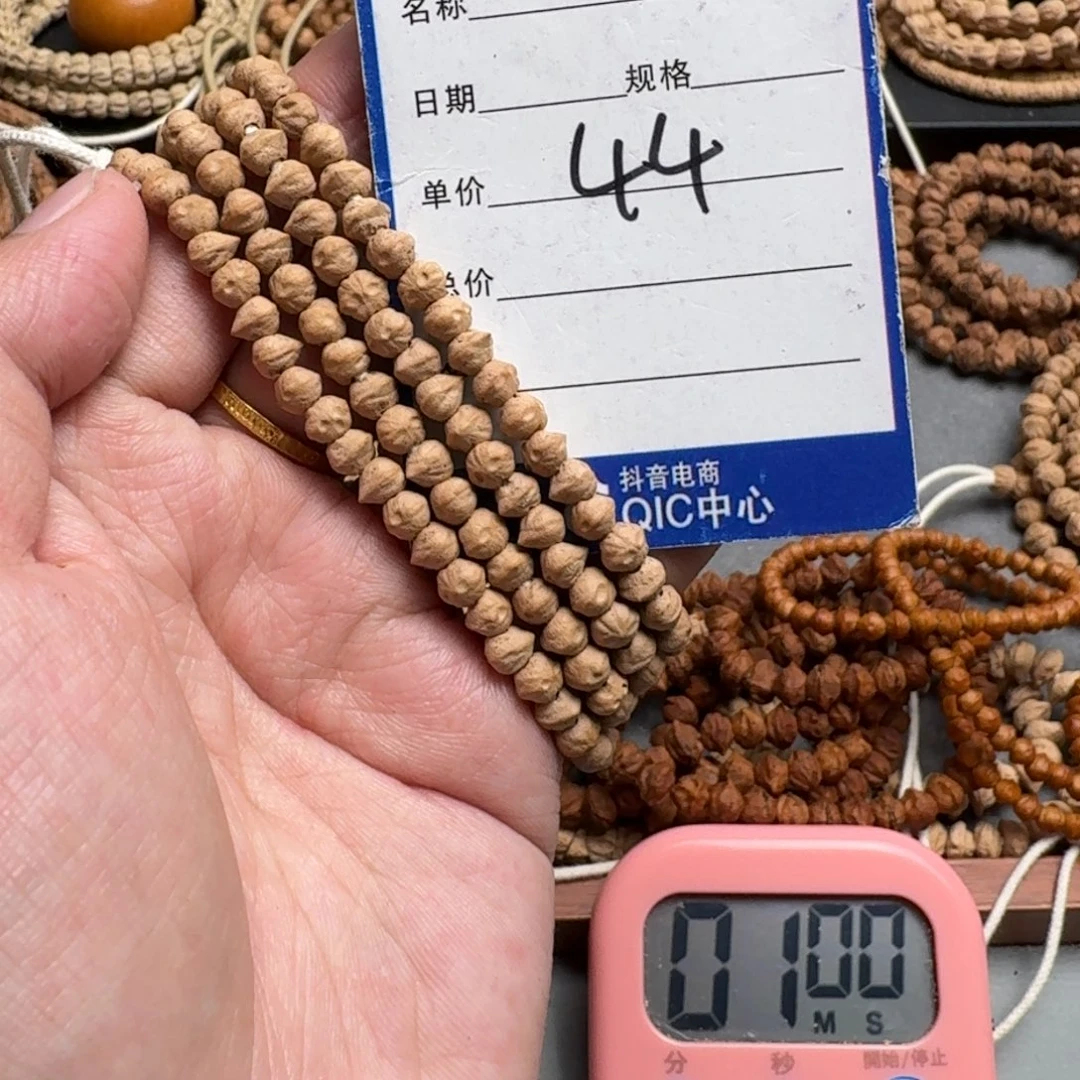 名称
日期 规格
单价 44
总价
抖音电商
QIC中心
01 00
M S
分 秒 開始/停止